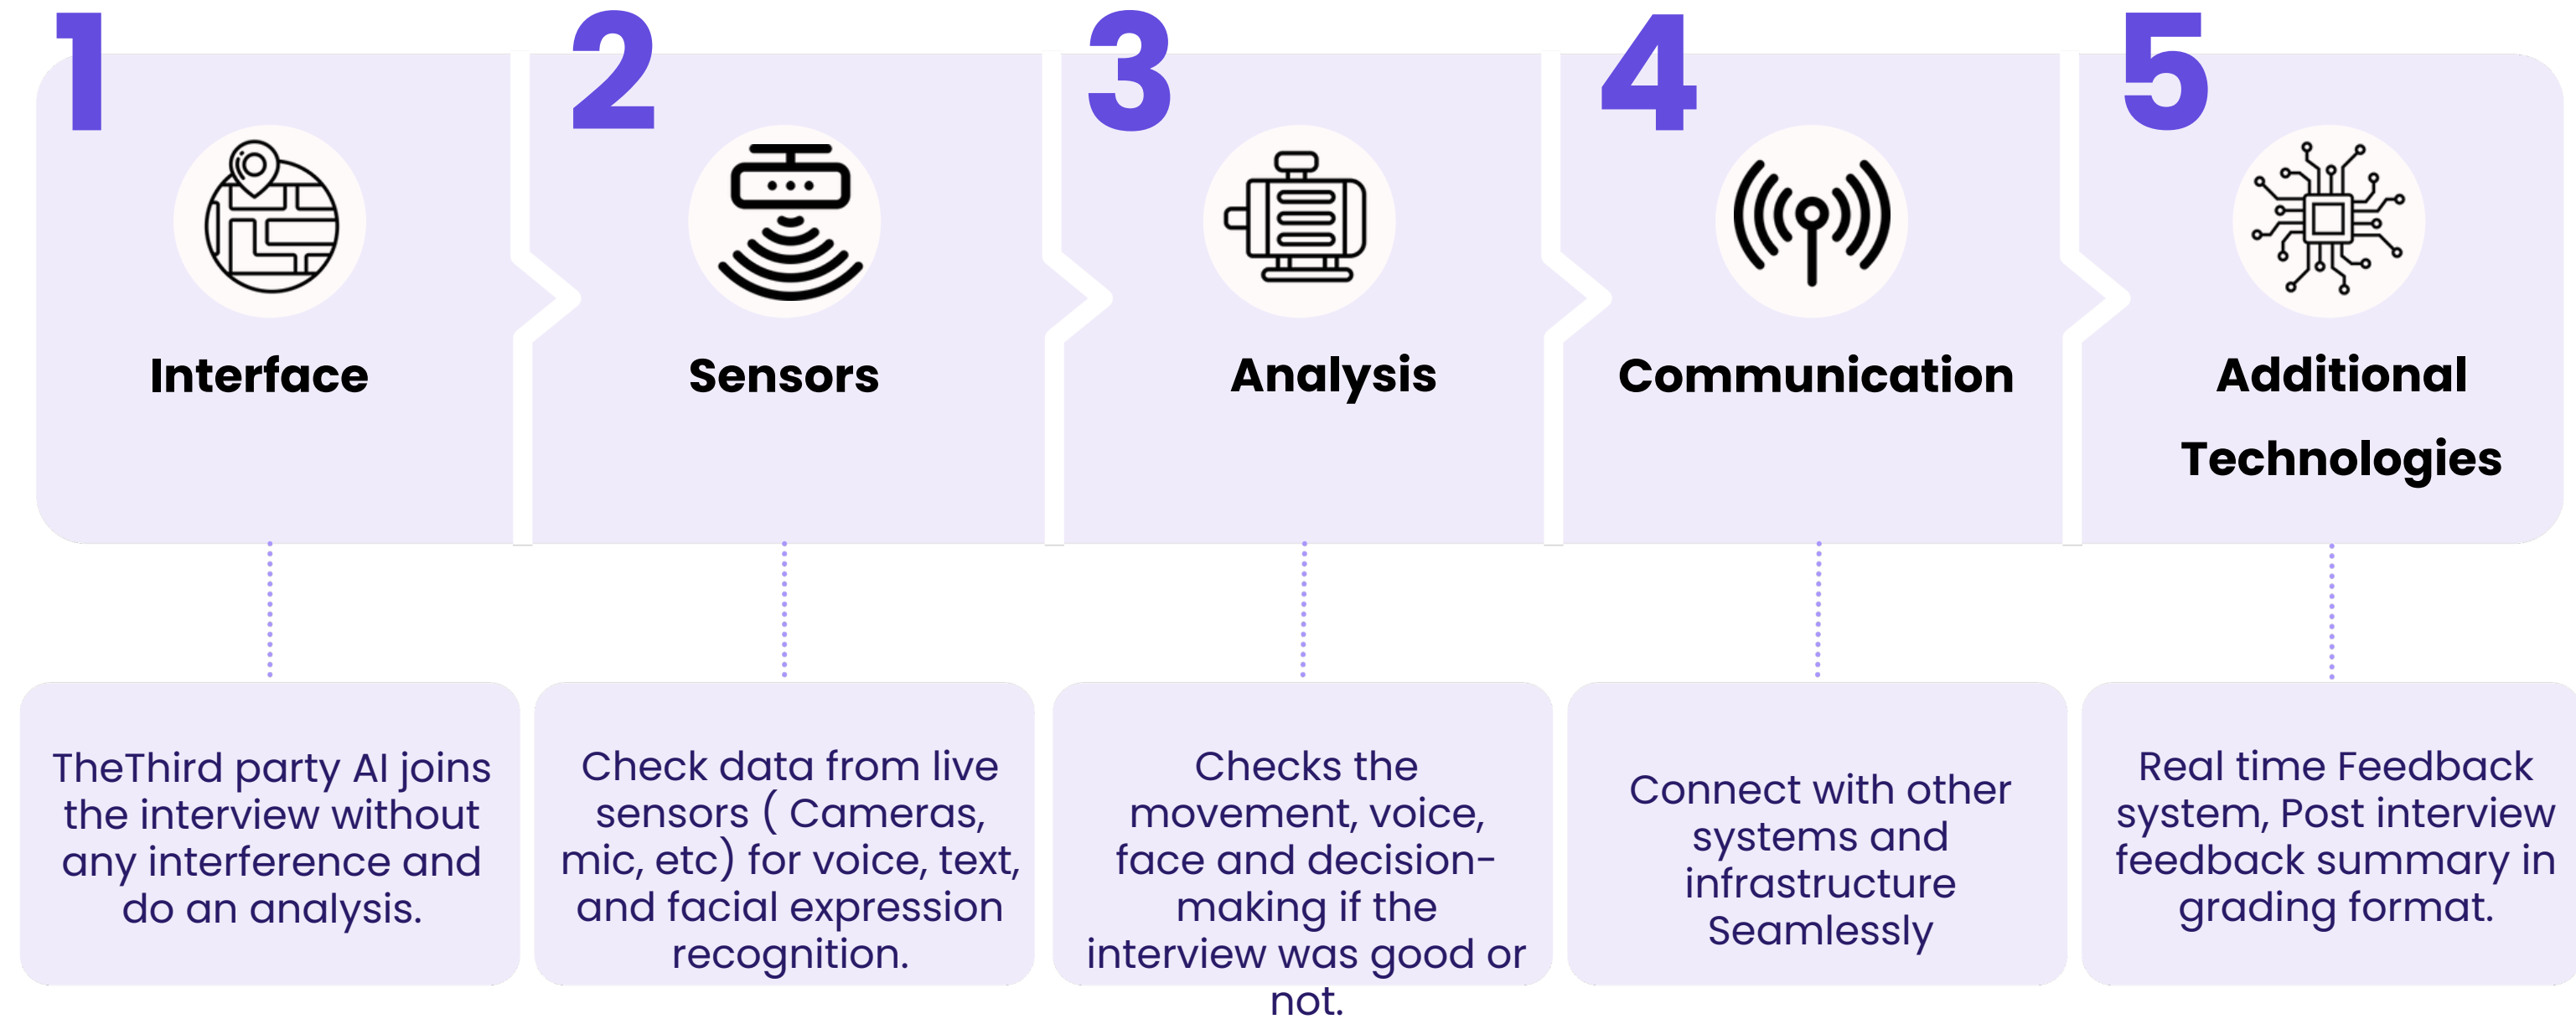 1
Interface
2
Sensors
3
Analysis
4
Communication
5
Additional
Technologies
TheThird party AI joins
the interview without
any interference and
do an analysis.
Check data from live
sensors ( Cameras,
mic, etc) for voice, text,
and facial expression
recognition.
Checks the
movement, voice,
face and decision-
making if the
interview was good or
not.
Connect with other
systems and
infrastructure
Seamlessly
Real time Feedback
system, Post interview
feedback summary in
grading format.